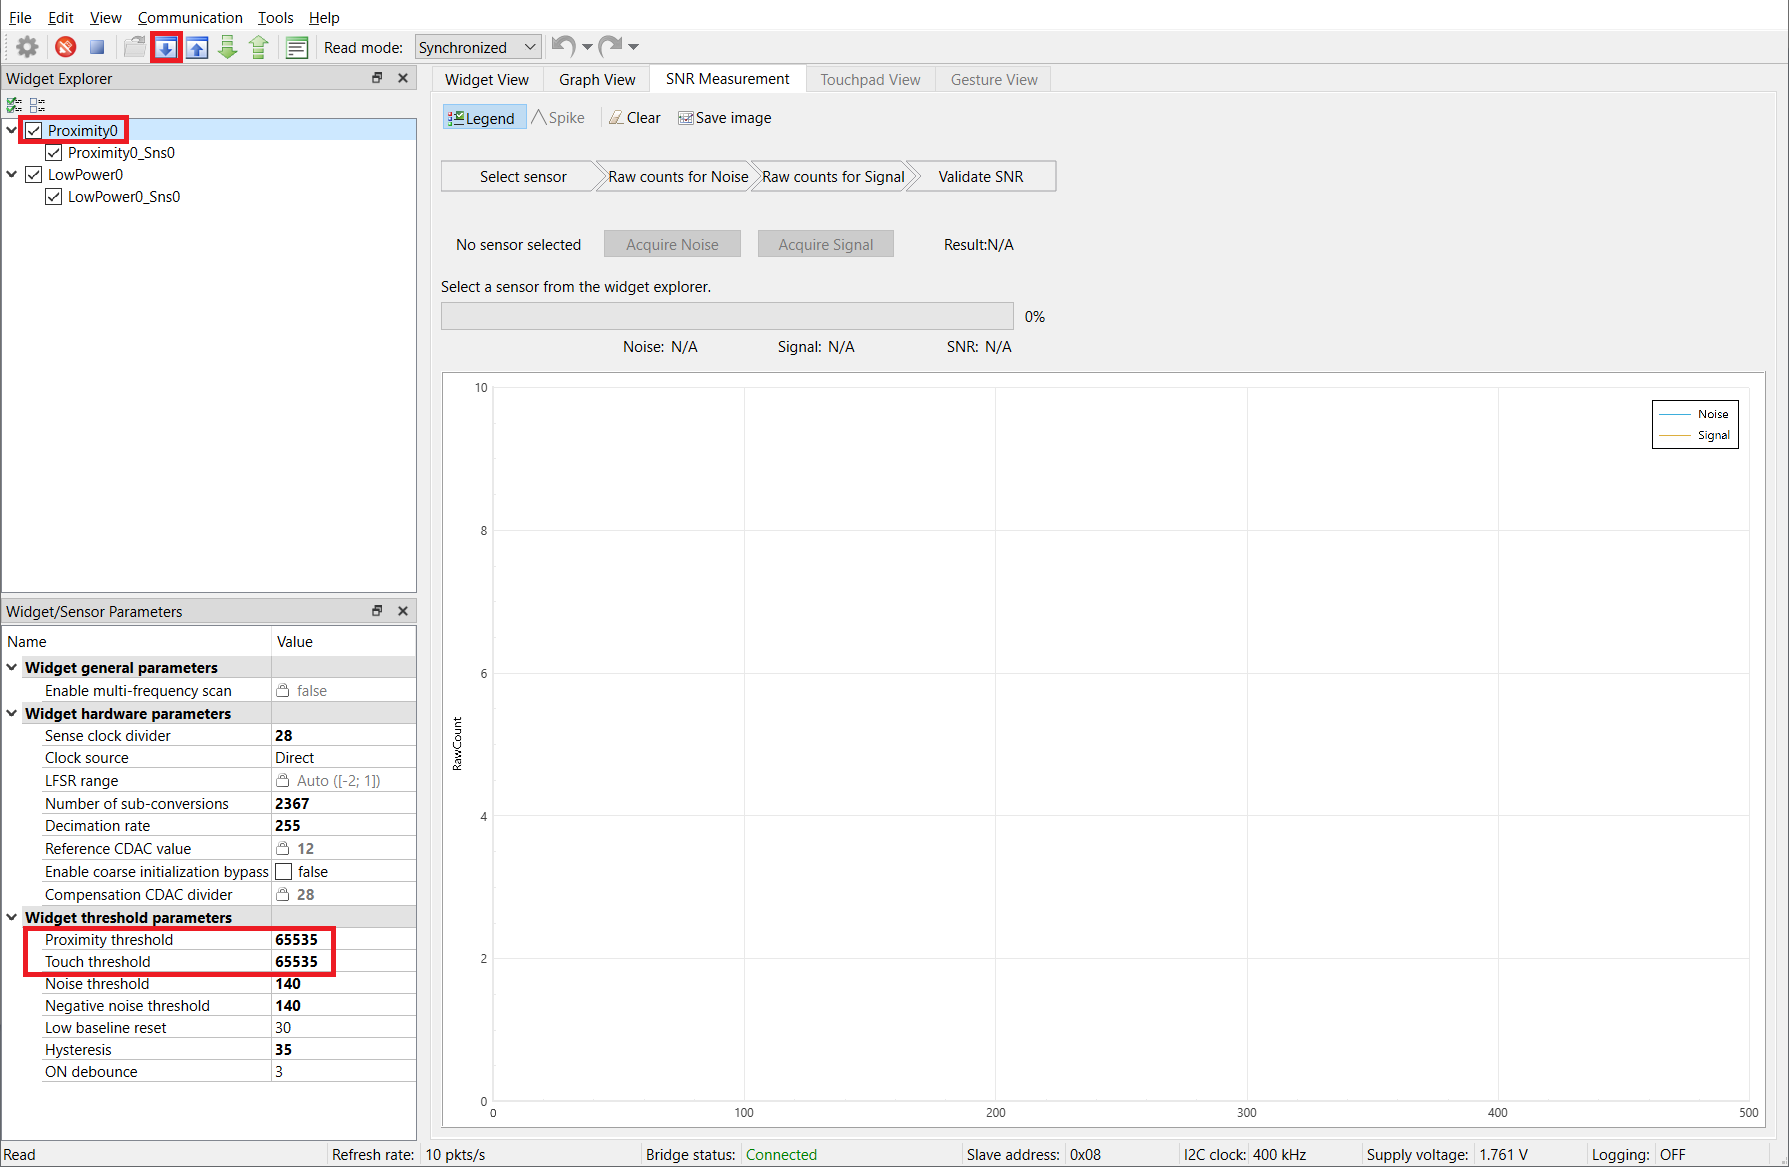 File Edit View Communication Tools Help
Read mode: Synchronized
Widget Explorer
Proximity0
Proximity0_Sns0
LowPower0
LowPower0_Sns0
Widget View Graph View SNR Measurement Touchpad View Gesture View
Legend Spike Clear Save image
Select sensor Raw counts for Noise Raw counts for Signal Validate SNR
No sensor selected Acquire Noise Acquire Signal Result:N/A
Select a sensor from the widget explorer.
0%
Noise: N/A Signal: N/A SNR: N/A
10
8
6
4
2
0
RawCount
0 100 200 300 400 500
Noise
Signal
Widget/Sensor Parameters
Name Value
Widget general parameters
Enable multi-frequency scan false
Widget hardware parameters
Sense clock divider 28
Clock source Direct
LFSR range Auto ([-2; 1])
Number of sub-conversions 2367
Decimation rate 255
Reference CDAC value 12
Enable coarse initialization bypass false
Compensation CDAC divider 28
Widget threshold parameters
Proximity threshold 65535
Touch threshold 65535
Noise threshold 140
Negative noise threshold 140
Low baseline reset 30
Hysteresis 35
ON debounce 3
Read Refresh rate: 10 pkts/s Bridge status: Connected Slave address: 0x08 I2C clock: 400 kHz Supply voltage: 1.761 V Logging: OFF